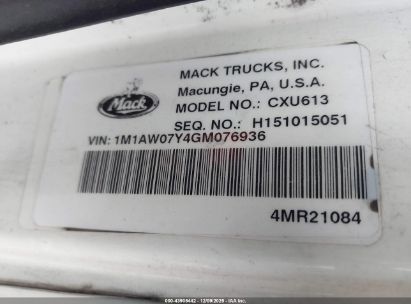 MACK TRUCKS, INC.
Macungie, PA, U.S.A.
MODEL NO.: CXU613
SEQ. NO.: H151015051
Mack
VIN: 1M1AW07Y4GM076936
4MR21084